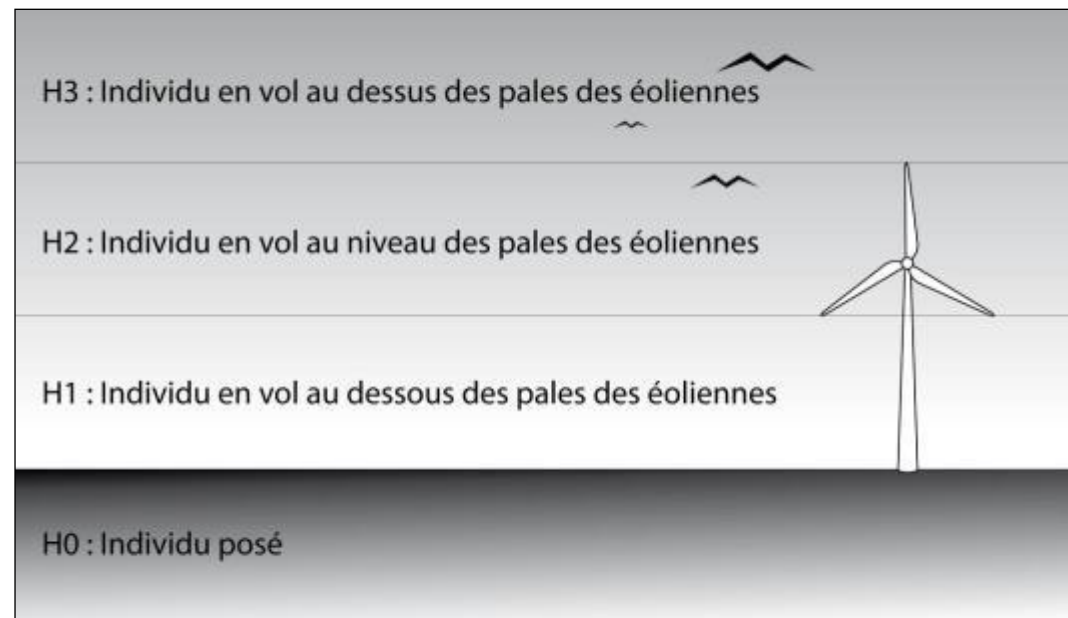 H3 : Individu en vol au dessus des pales des éoliennes
H2 : Individu en vol au niveau des pales des éoliennes
H1 : Individu en vol au dessous des pales des éoliennes
H0 : Individu posé